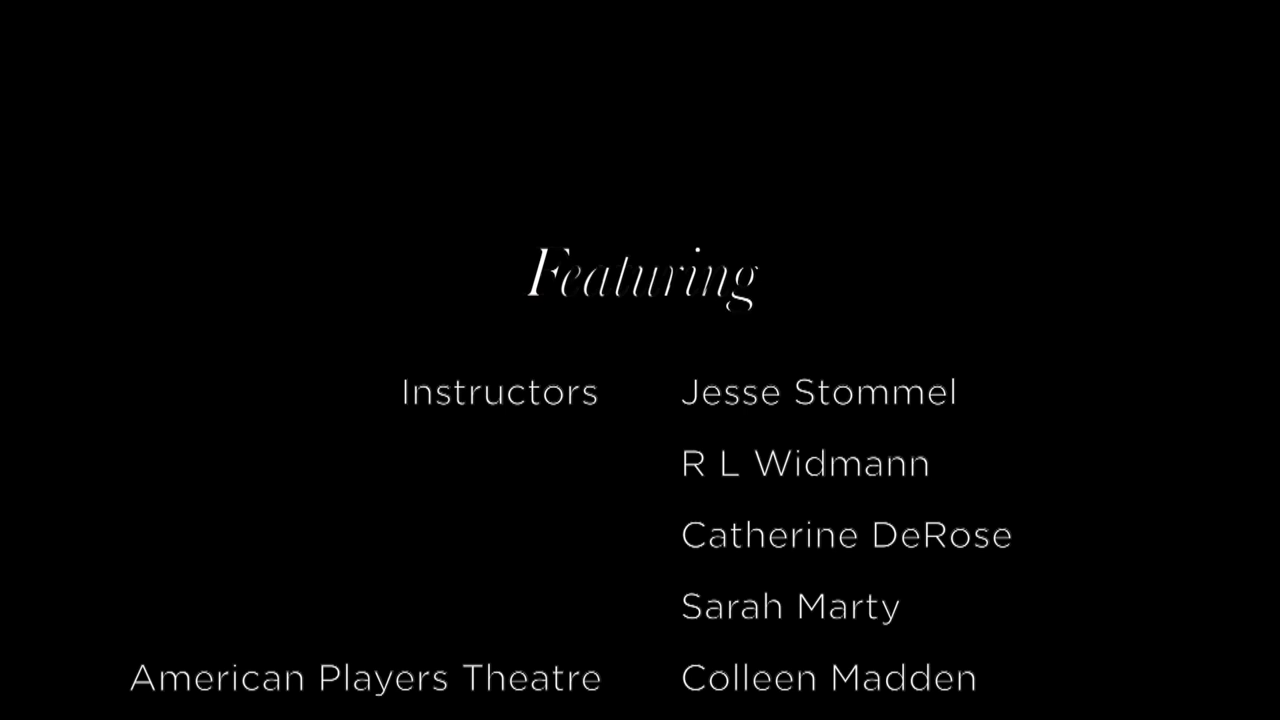 Featuring
Instructors Jesse Stommel
R L Widmann
Catherine DeRose
Sarah Marty
American Players Theatre Colleen Madden